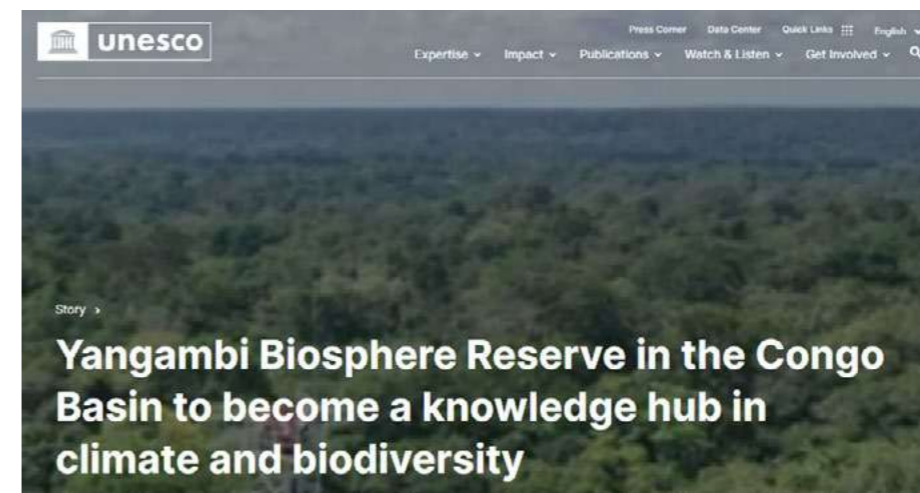 unesco
Press Corner Data Center Quick Links English
Expertise Impact Publications Watch & Listen Get Involved
Story
Yangambi Biosphere Reserve in the Congo
Basin to become a knowledge hub in
climate and biodiversity